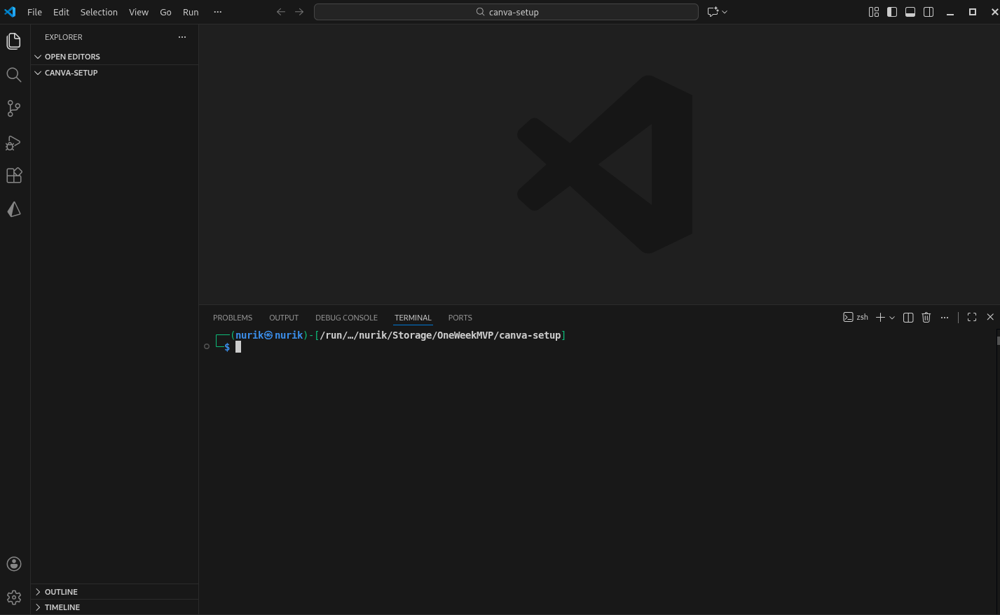 File Edit Selection View Go Run ···
canva-setup
EXPLORER ···
OPEN EDITORS
CANVA-SETUP
PROBLEMS OUTPUT DEBUG CONSOLE TERMINAL PORTS
zsh
┌──(nurik㉿nurik)-[/run/…/nurik/Storage/OneWeekMVP/canva-setup]
└─$
OUTLINE
TIMELINE